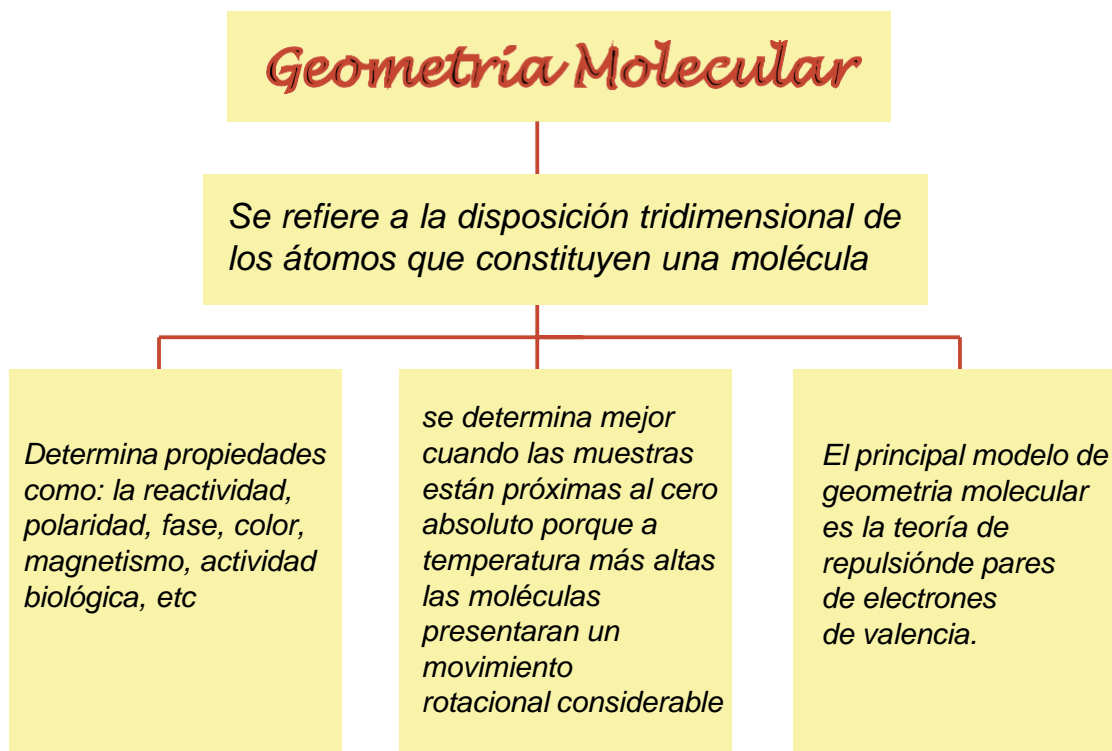 Geometría Molecular
Se refiere a la disposición tridimensional de
los átomos que constituyen una molécula
Determina propiedades
como: la reactividad,
polaridad, fase, color,
magnetismo, actividad
biológica, etc
se determina mejor
cuando las muestras
están próximas al cero
absoluto porque a
temperatura más altas
las moléculas
presentaran un
movimiento
rotacional considerable
El principal modelo de
geometria molecular
es la teoría de
repulsiónde pares
de electrones
de valencia.